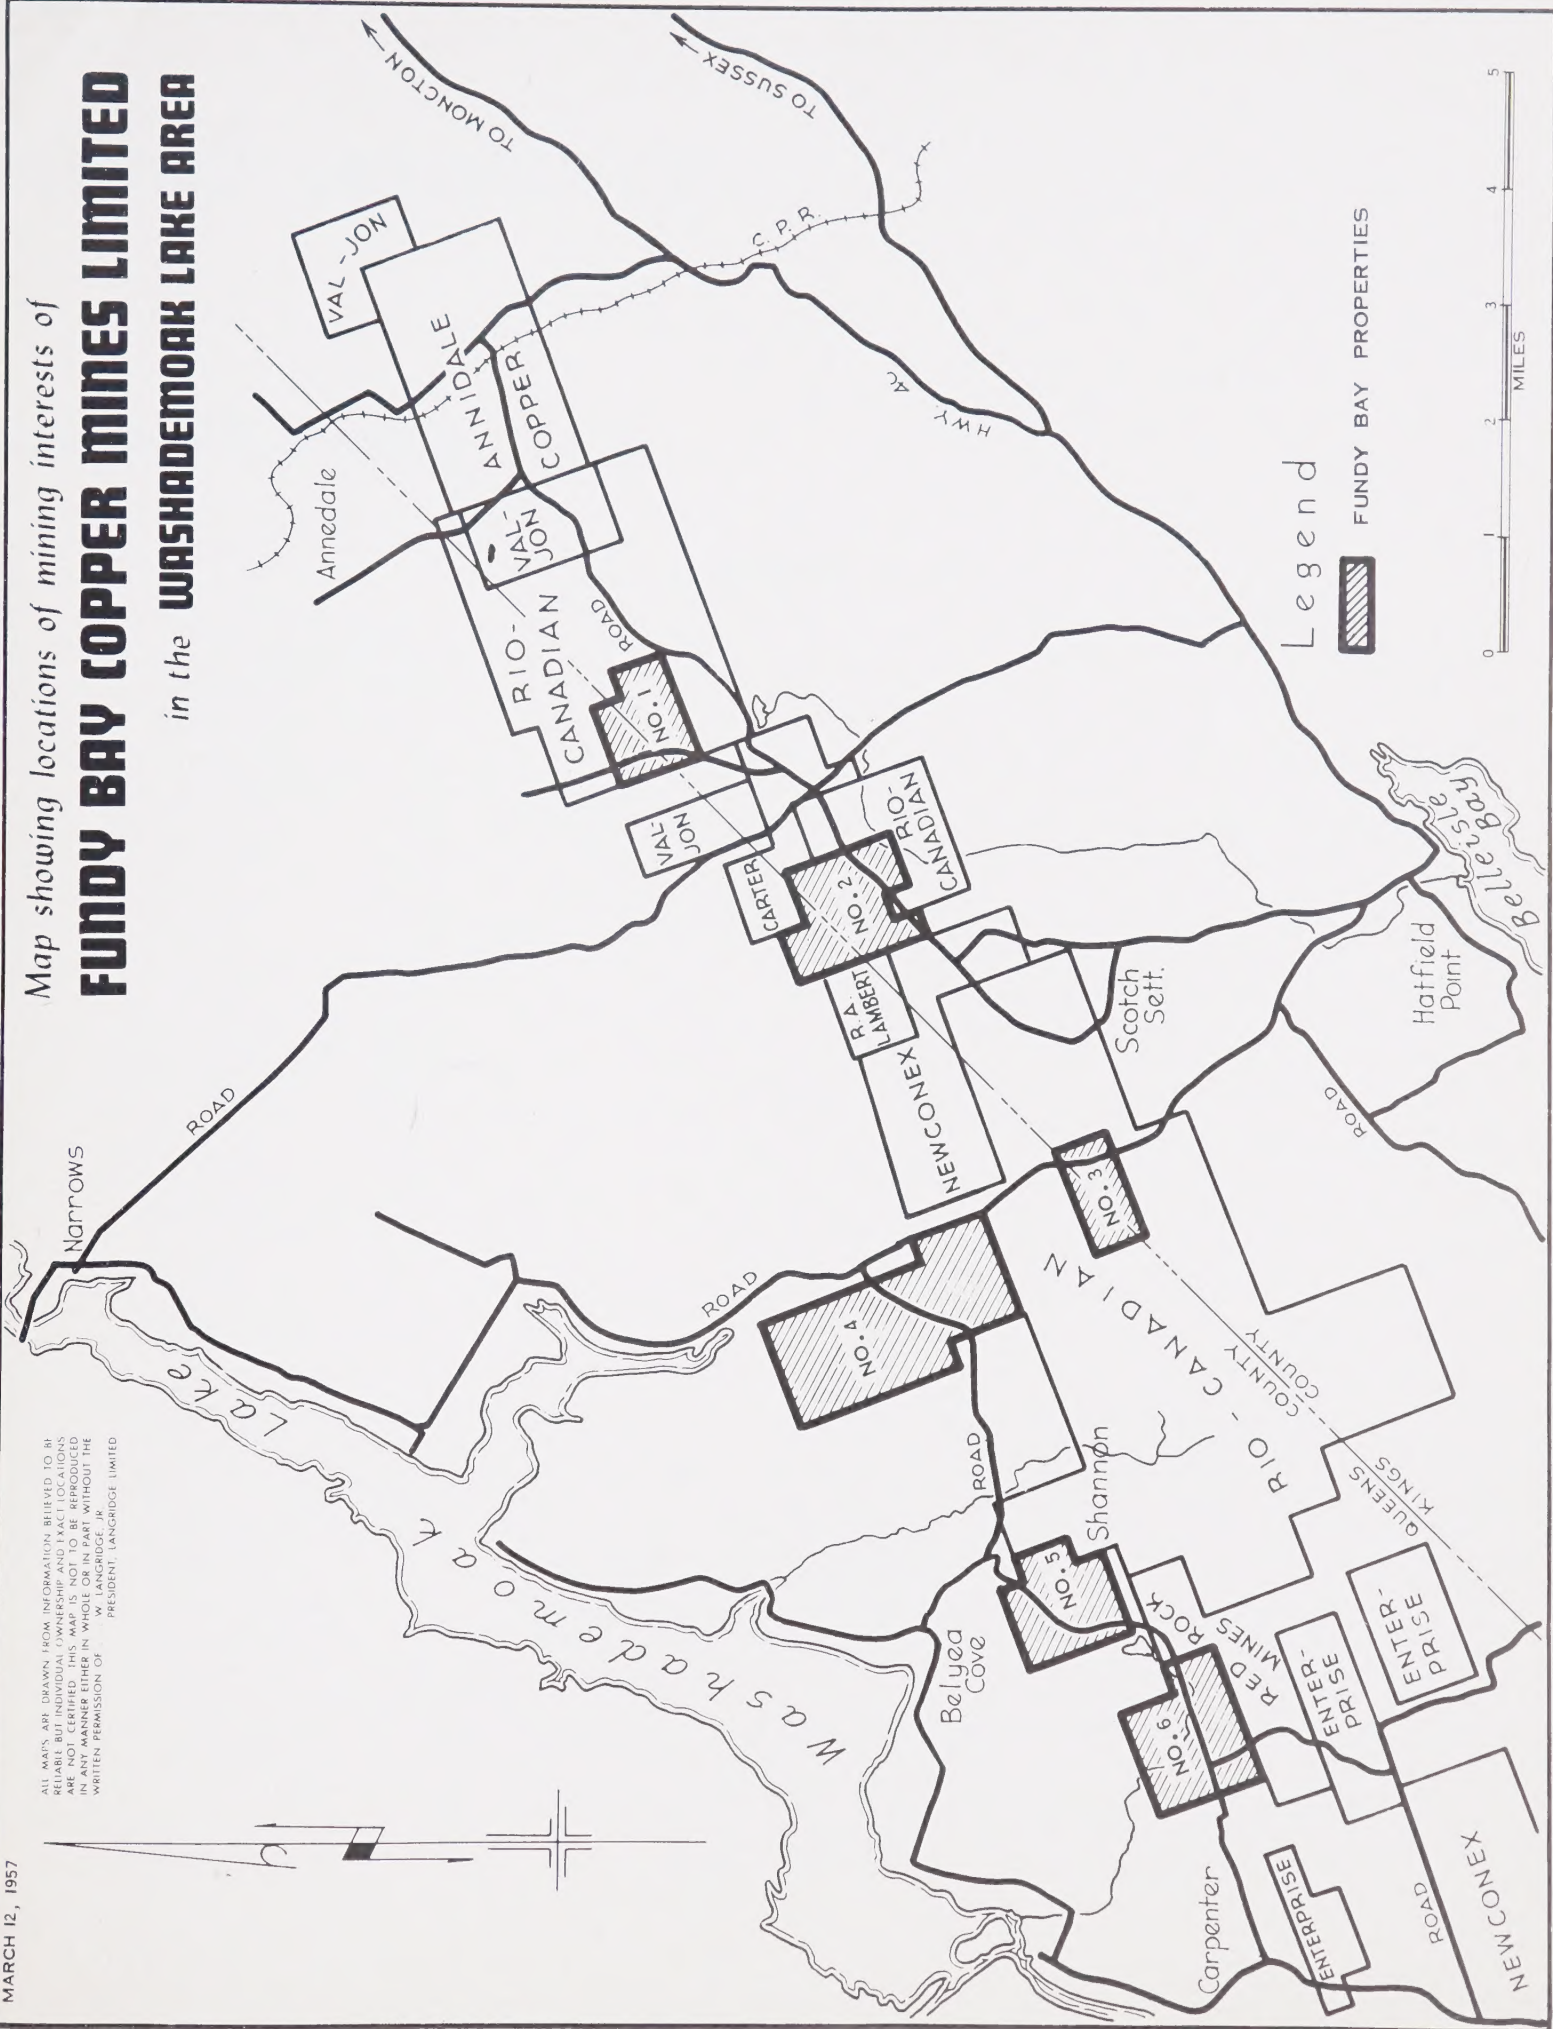 MARCH 12, 1957
ALL MAPS ARE DRAWN FROM INFORMATION BELIEVED TO BE
RELIABLE BUT INDIVIDUAL OWNERSHIP AND EXACT LOCATIONS
ARE NOT CERTIFIED. THIS MAP IS NOT TO BE REPRODUCED
IN ANY MANNER EITHER IN WHOLE OR IN PART WITHOUT THE
WRITTEN PERMISSION OF W. LANGRIDGE, JR.
PRESIDENT, LANGRIDGE LIMITED
Map showing locations of mining interests of
FUNDY BAY COPPER MINES LIMITED
in the WASHADEMOAK LAKE AREA
Narrows
ROAD
Washademoak Lake
ROAD
Annedale
VAL-JON
TO MONCTON
TO SUSSEX
C. P. R.
ANNIDALE
COPPER
VAL-
JON
RIO-
CANADIAN
ROAD
NO. 1
VAL-
JON
CARTER
NO. 2
RIO-
CANADIAN
R. A.
LAMBERT
NEWCONEX
HWY
Scotch
Sett.
NO. 3
NO. 4
ROAD
Shannon
RIO - CANADIAN
QUEENS COUNTY
KINGS COUNTY
Belyea
Cove
NO. 5
NO. 6
RED ROCK
MINES
ENTER-
PRISE
ENTER-
PRISE
Carpenter
ENTERPRISE
ROAD
NEWCONEX
ROAD
Hatfield
Point
Belleisle
Bay
Legend
FUNDY BAY PROPERTIES
0 1 2 3 4 5
MILES